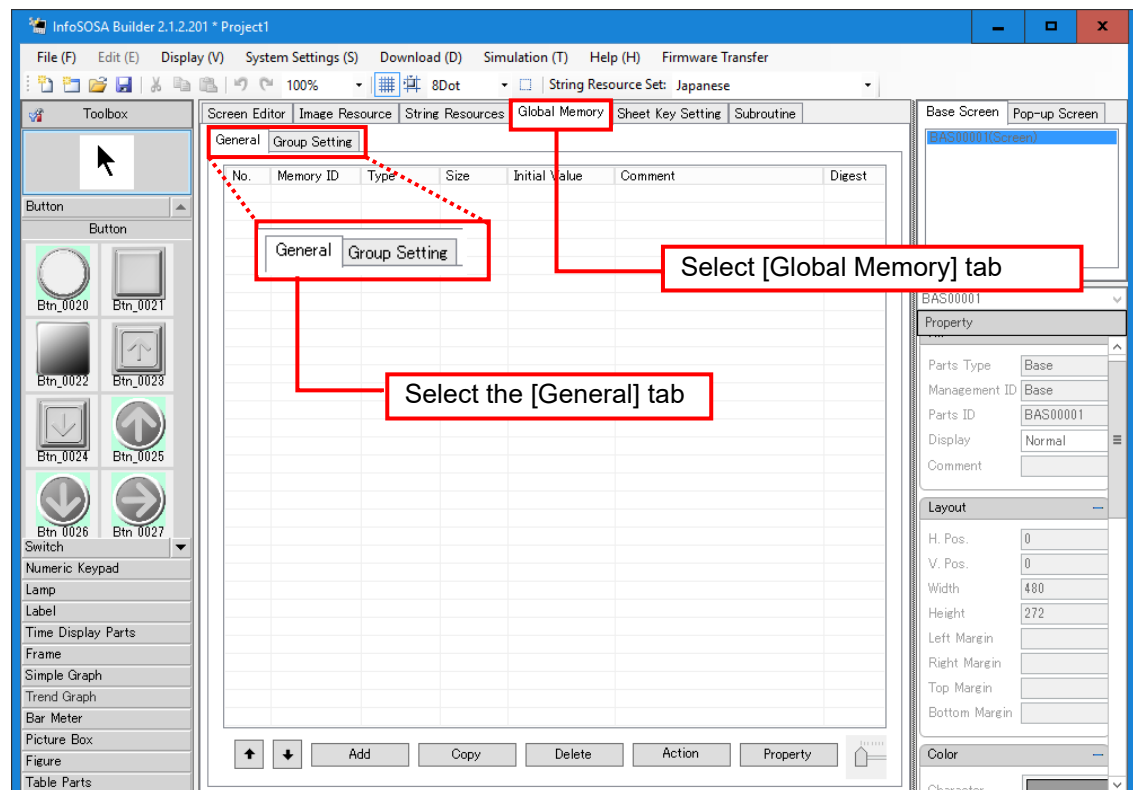 InfoSOSA Builder 2.1.2.201 * Project1
File (F) Edit (E) Display (V) System Settings (S) Download (D) Simulation (T) Help (H) Firmware Transfer
100% 8Dot String Resource Set: Japanese
Toolbox
Screen Editor Image Resource String Resources Global Memory Sheet Key Setting Subroutine
Base Screen Pop-up Screen
General Group Setting
BAS00001(Screen)
No. Memory ID Type Size Initial Value Comment Digest
Button
Button
General Group Setting
Select [Global Memory] tab
Btn_0020 Btn_0021
BAS00001
Property
Parts Type Base
Btn_0022 Btn_0023
Select the [General] tab
Management ID Base
Parts ID BAS00001
Display Normal
Btn_0024 Btn_0025
Comment
Layout
Btn_0026 Btn_0027
H. Pos. 0
Switch
V. Pos. 0
Numeric Keypad
Width 480
Lamp
Height 272
Label
Time Display Parts
Left Margin
Frame
Right Margin
Simple Graph
Top Margin
Trend Graph
Bottom Margin
Bar Meter
Picture Box
Add Copy Delete Action Property
Color
Figure
Table Parts